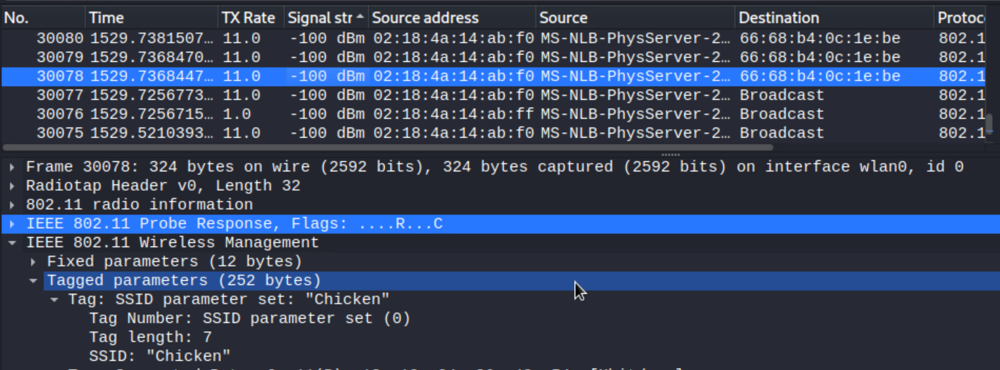 No. Time TX Rate Signal str Source address Source Destination Protoc
30080 1529.7381507… 11.0 -100 dBm 02:18:4a:14:ab:f0 MS-NLB-PhysServer-2… 66:68:b4:0c:1e:be 802.1
30079 1529.7368470… 11.0 -100 dBm 02:18:4a:14:ab:f0 MS-NLB-PhysServer-2… 66:68:b4:0c:1e:be 802.1
30078 1529.7368447… 11.0 -100 dBm 02:18:4a:14:ab:f0 MS-NLB-PhysServer-2… 66:68:b4:0c:1e:be 802.1
30077 1529.7256773… 11.0 -100 dBm 02:18:4a:14:ab:f0 MS-NLB-PhysServer-2… Broadcast 802.1
30076 1529.7256715… 1.0 -100 dBm 02:18:4a:14:ab:ff MS-NLB-PhysServer-2… Broadcast 802.1
30075 1529.5210393… 11.0 -100 dBm 02:18:4a:14:ab:f0 MS-NLB-PhysServer-2… Broadcast 802.1
Frame 30078: 324 bytes on wire (2592 bits), 324 bytes captured (2592 bits) on interface wlan0, id 0
Radiotap Header v0, Length 32
802.11 radio information
IEEE 802.11 Probe Response, Flags: ....R...C
IEEE 802.11 Wireless Management
Fixed parameters (12 bytes)
Tagged parameters (252 bytes)
Tag: SSID parameter set: "Chicken"
Tag Number: SSID parameter set (0)
Tag length: 7
SSID: "Chicken"